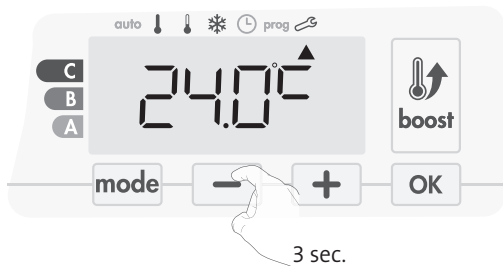 auto prog
C
B
A
24.0°C
boost
mode − + OK
3 sec.